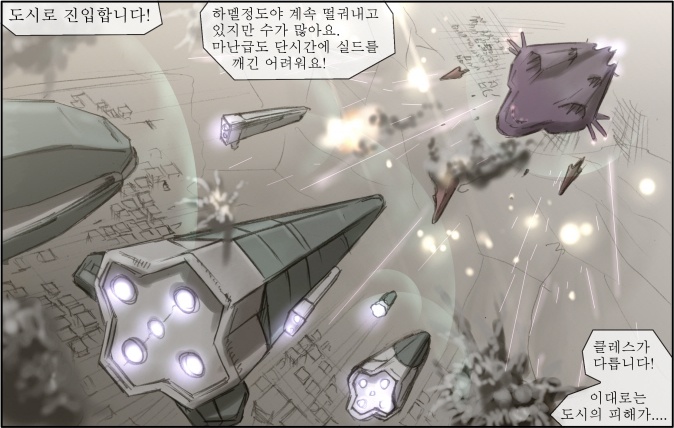 도시로 진입합니다!
하멜정도야 계속 떨궈내고
있지만 수가 많아요.
마난급도 단시간에 실드를
깨긴 어려워요!
클레스가
다릅니다!
이대로는
도시의 피해가....